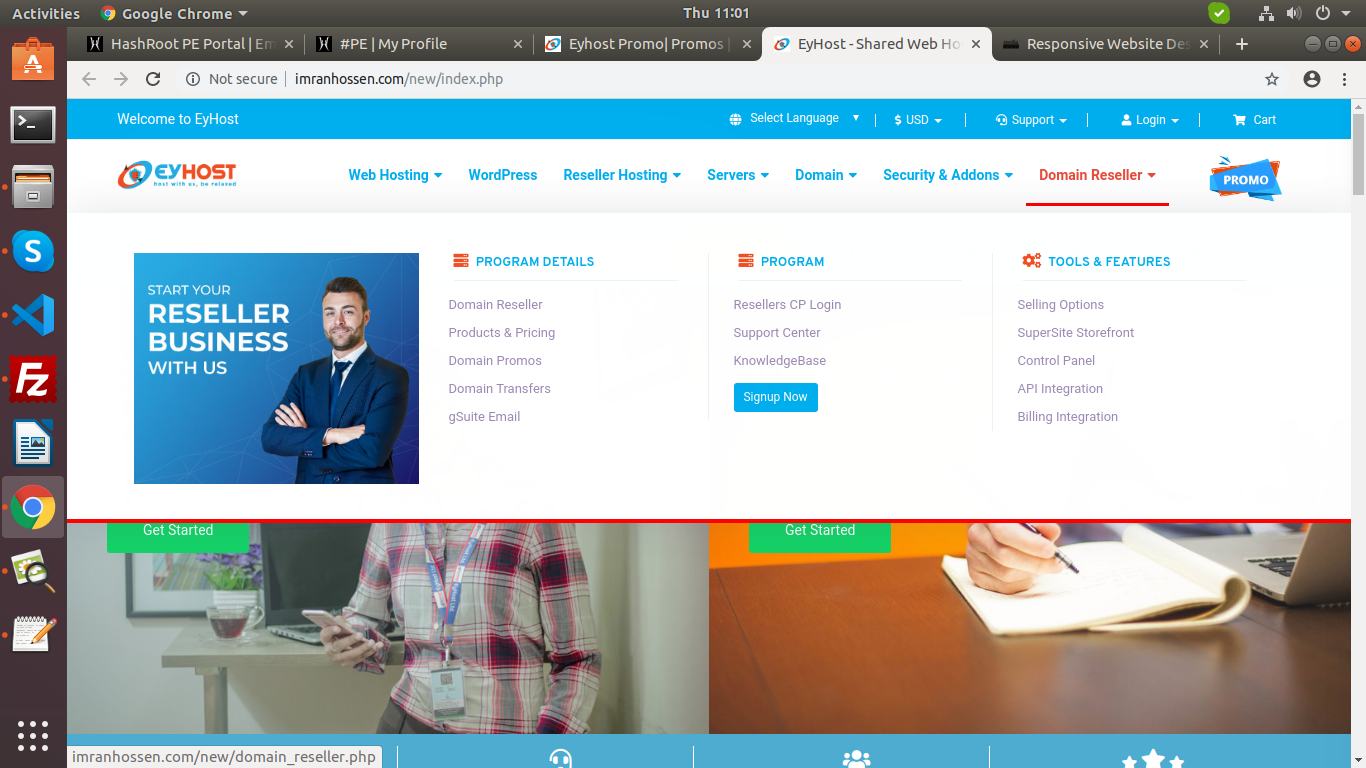 Activities
Google Chrome
Thu 11:01
HashRoot PE Portal | Em
#PE | My Profile
Eyhost Promo| Promos |
EyHost - Shared Web Ho
Responsive Website Des
Not secure
imranhossen.com/new/index.php
Welcome to EyHost
Select Language
USD
Support
Login
Cart
EYHOST
host with us, be relaxed
Web Hosting
WordPress
Reseller Hosting
Servers
Domain
Security & Addons
Domain Reseller
PROMO
START YOUR
RESELLER
BUSINESS
WITH US
PROGRAM DETAILS
Domain Reseller
Products & Pricing
Domain Promos
Domain Transfers
gSuite Email
PROGRAM
Resellers CP Login
Support Center
KnowledgeBase
Signup Now
TOOLS & FEATURES
Selling Options
SuperSite Storefront
Control Panel
API Integration
Billing Integration
Get Started
Get Started
imranhossen.com/new/domain_reseller.php